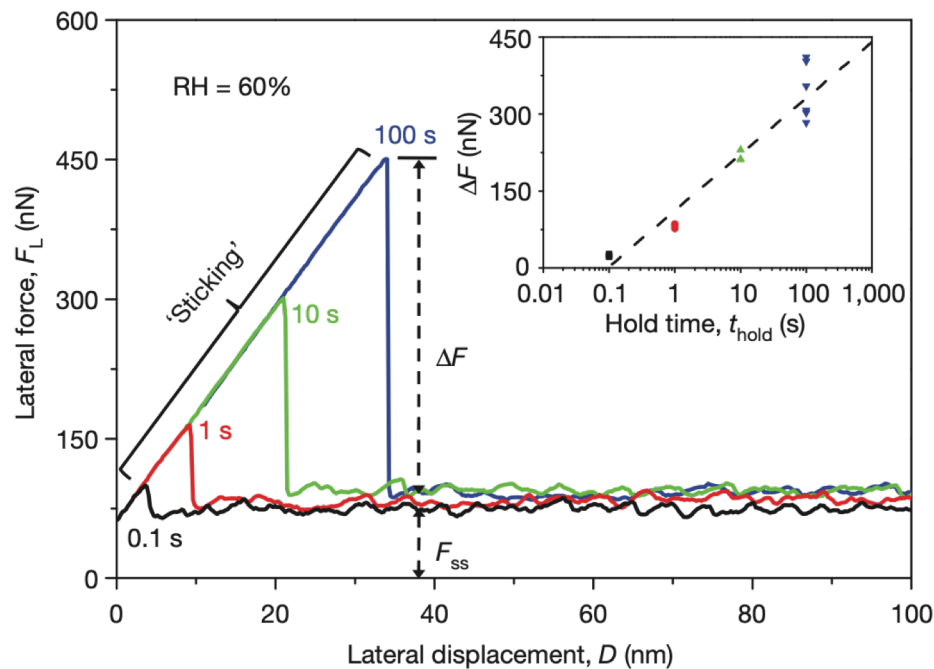 600
450
300
150
0
Lateral force, F_L (nN)
0
20
40
60
80
100
Lateral displacement, D (nm)
RH = 60%
'Sticking'
100 s
10 s
1 s
0.1 s
ΔF
F_ss
450
300
150
0
ΔF (nN)
0.01
0.1
1
10
100
1,000
Hold time, t_hold (s)